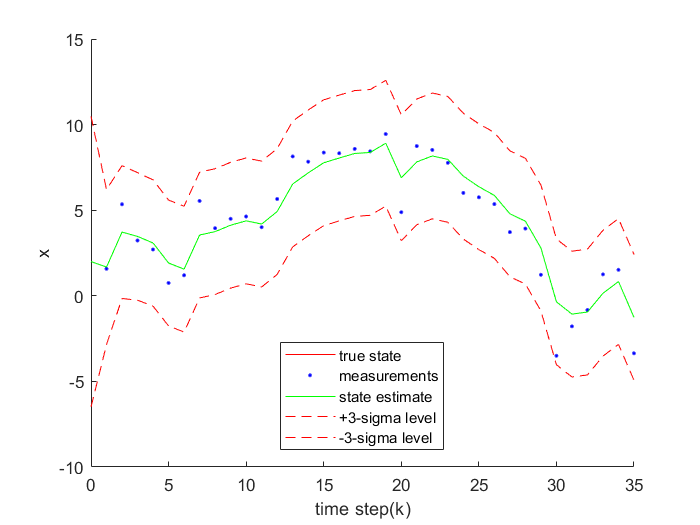 15
10
5
0
-5
-10
x
true state
measurements
state estimate
+3-sigma level
-3-sigma level
0 5 10 15 20 25 30 35
time step(k)